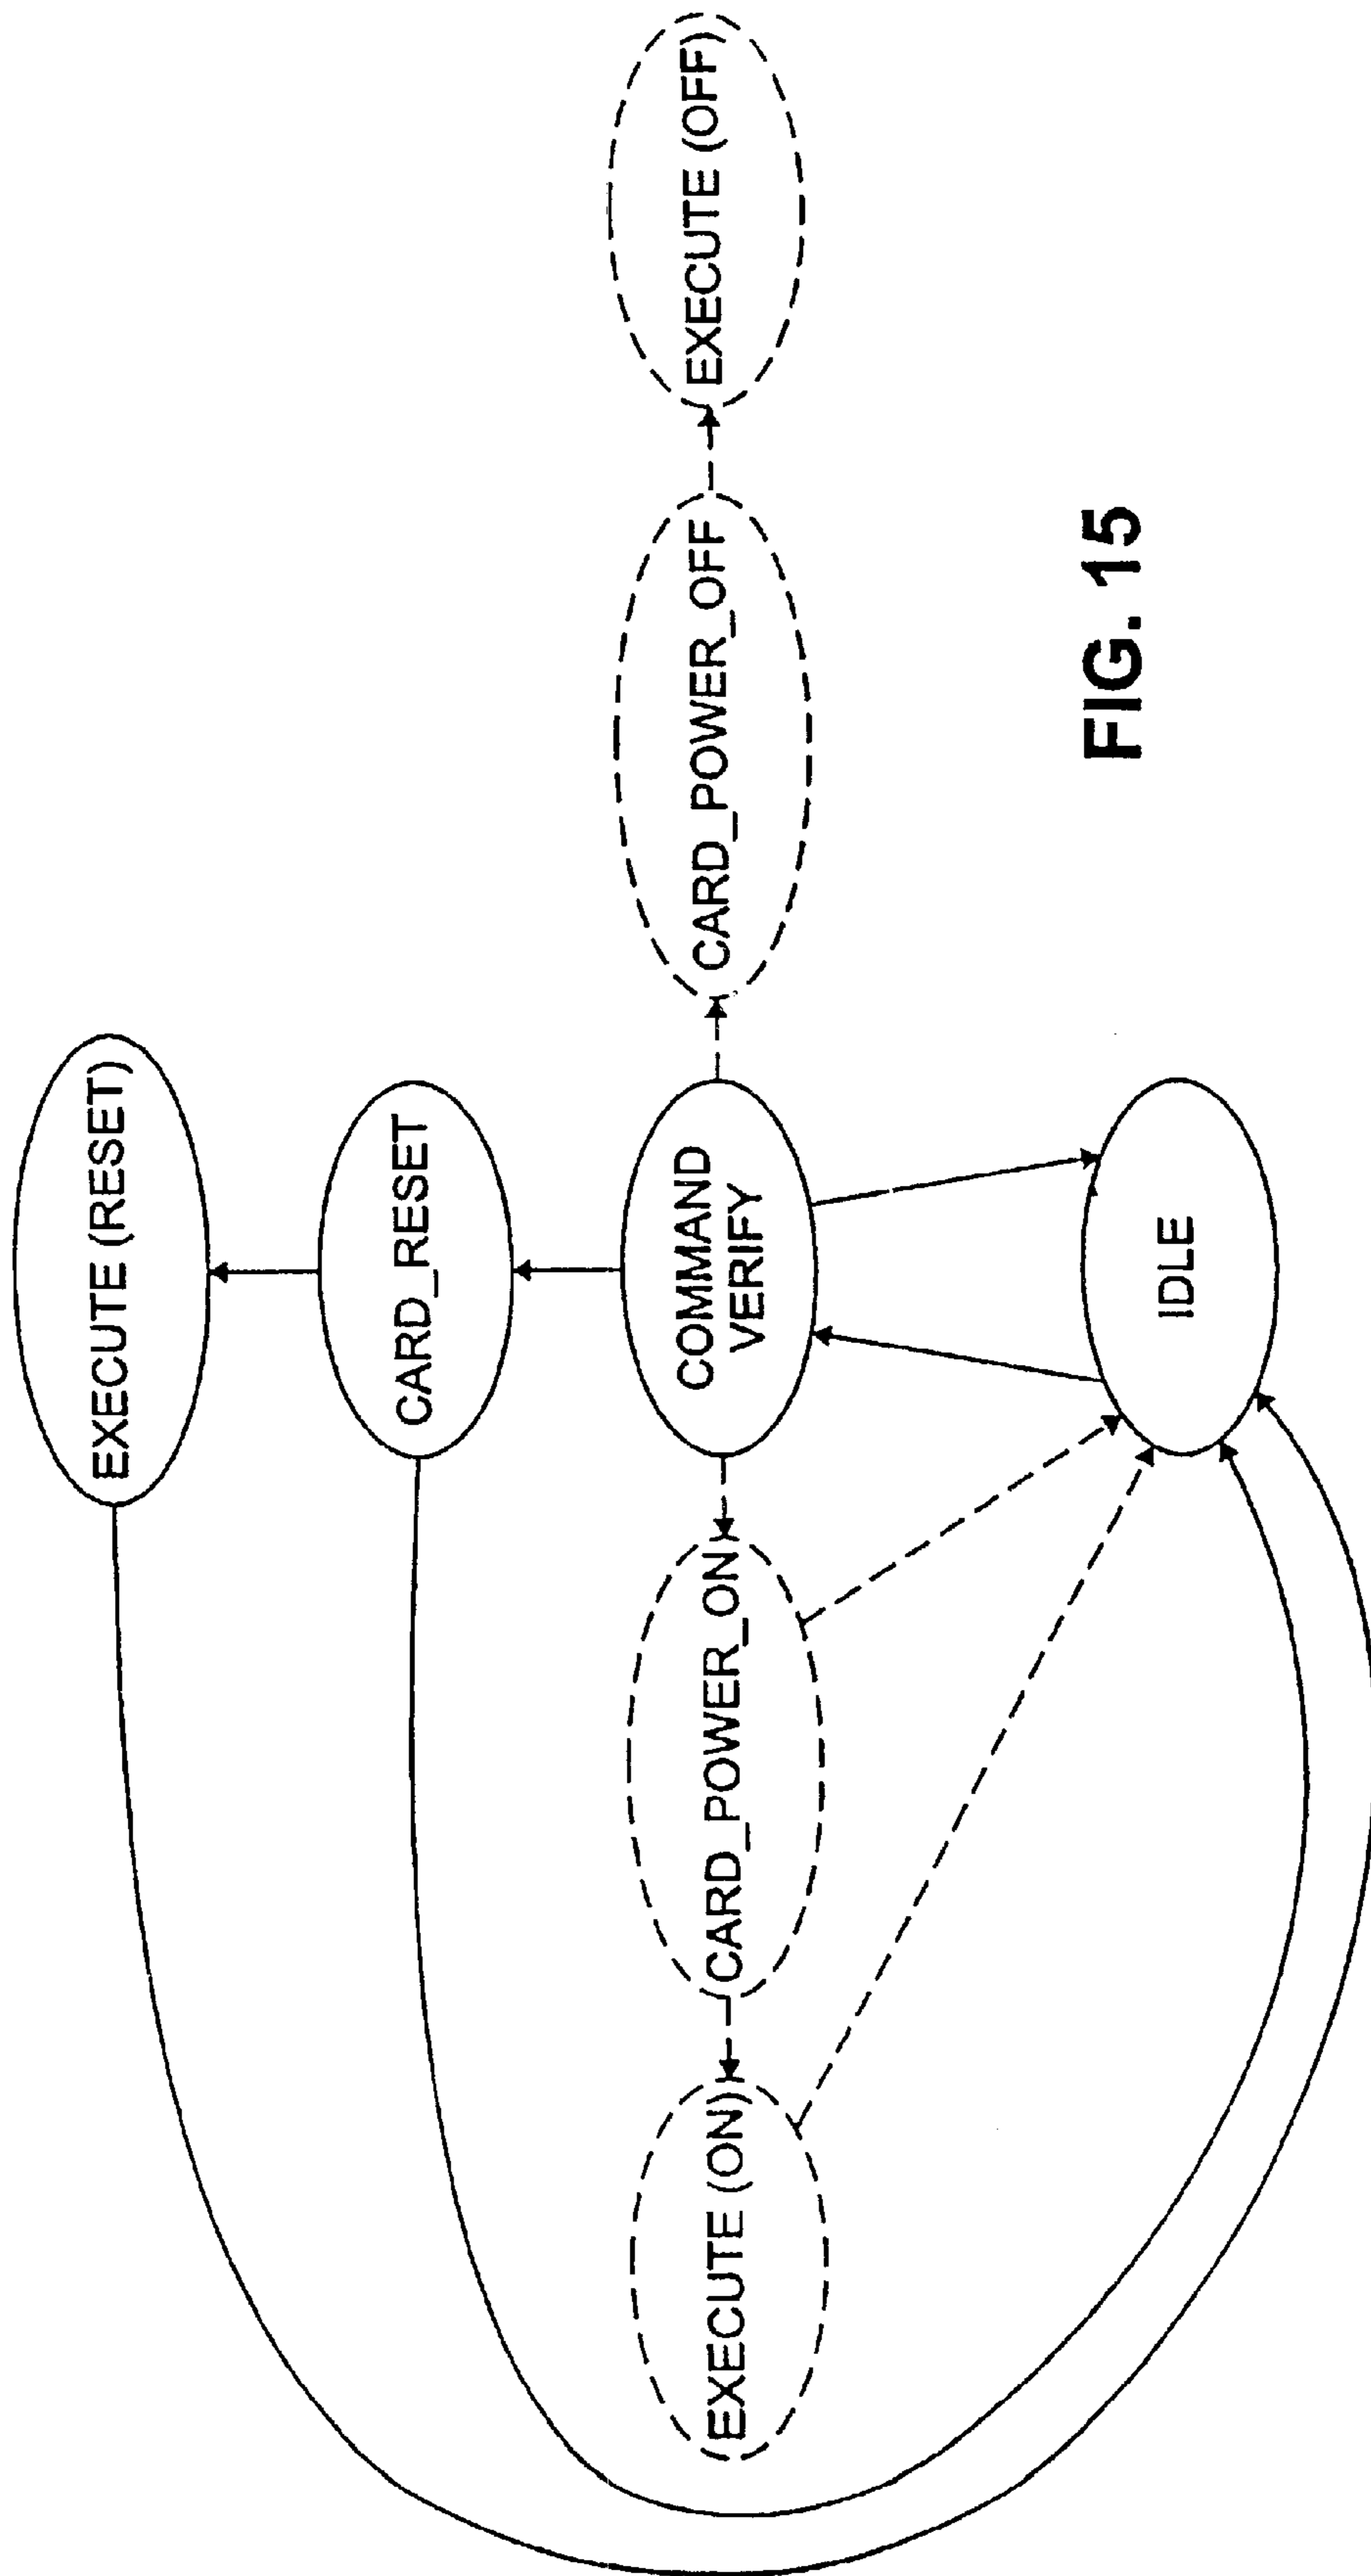 EXECUTE (RESET)
CARD_RESET
EXECUTE (ON)
CARD_POWER_ON
COMMAND
VERIFY
CARD_POWER_OFF
EXECUTE (OFF)
IDLE
FIG. 15